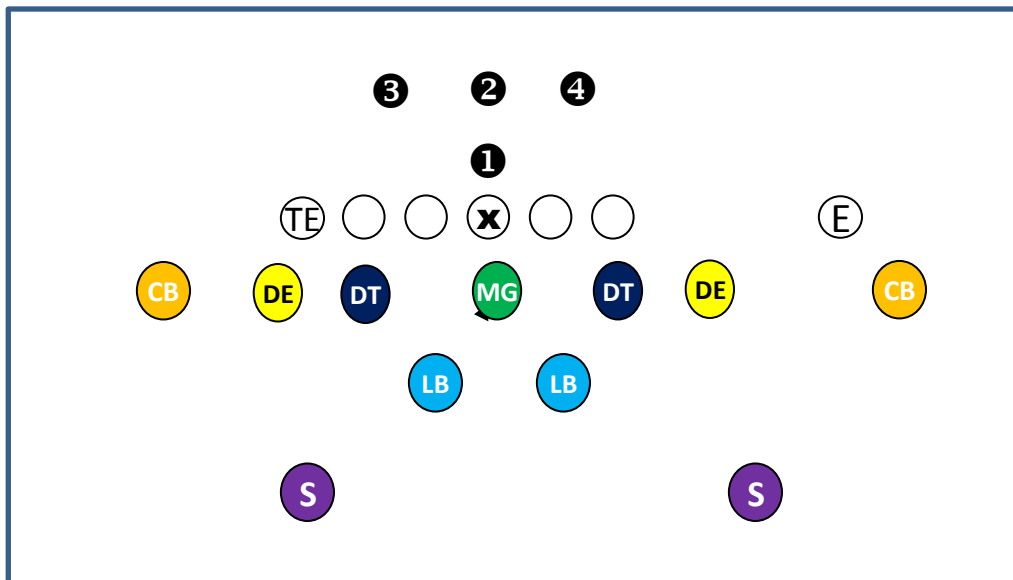 ❸ ❷ ❹
❶
TE x E
CB DE DT MG DT DE CB
LB LB
S S